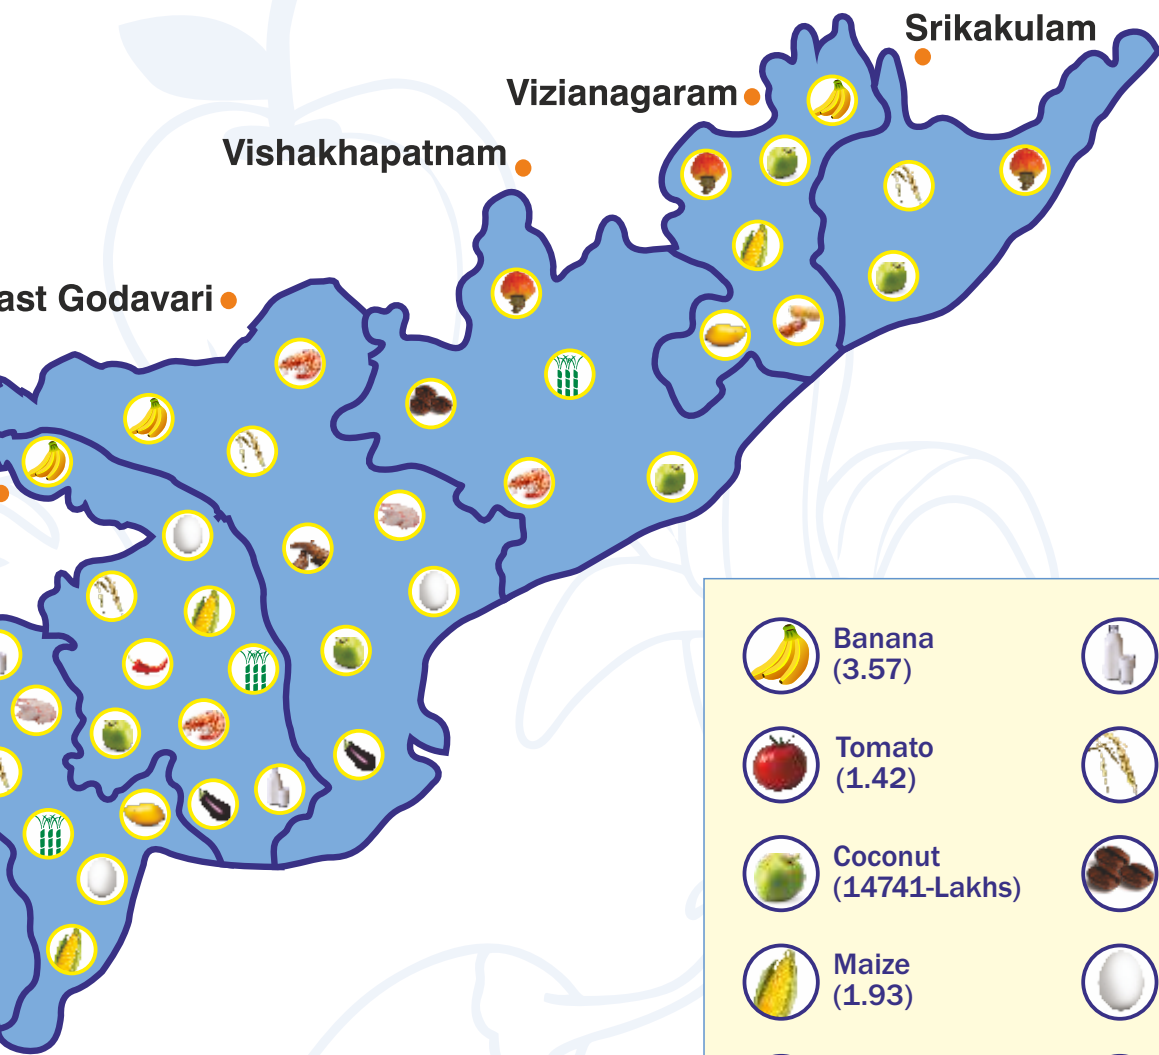 Srikakulam
Vizianagaram
Vishakhapatnam
ast Godavari
Banana
(3.57)
Tomato
(1.42)
Coconut
(14741-Lakhs)
Maize
(1.93)